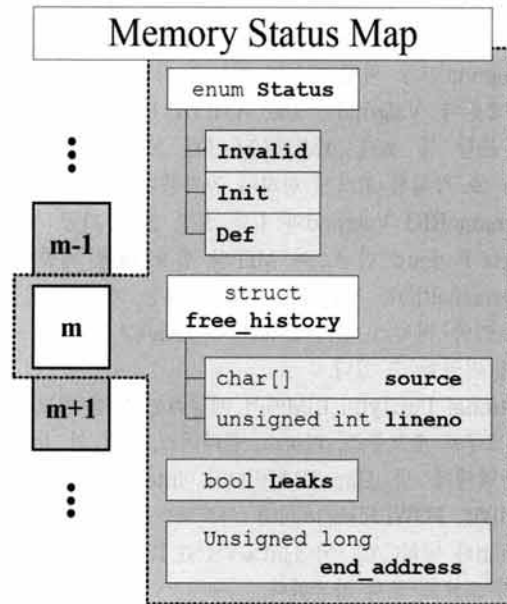 Memory Status Map
enum Status
Invalid
Init
Def
m-1
m
m+1
struct
free_history
char[] source
unsigned int lineno
bool Leaks
Unsigned long
end_address